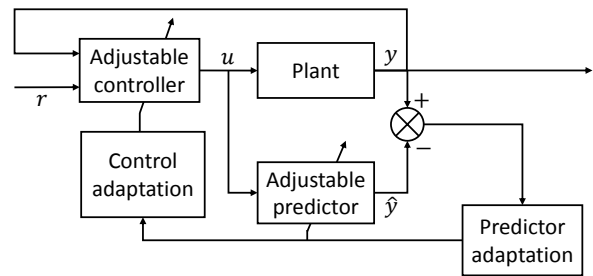 Adjustable
controller
u
Plant
y
r
+
−
Control
adaptation
Adjustable
predictor
ŷ
Predictor
adaptation